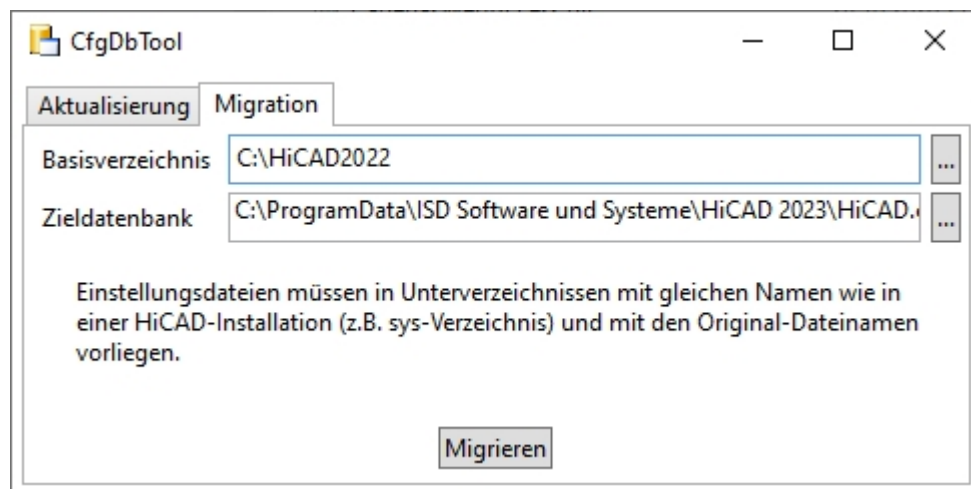 CfgDbTool
Aktualisierung Migration
Basisverzeichnis C:\HiCAD2022 ...
Zieldatenbank C:\ProgramData\ISD Software und Systeme\HiCAD 2023\HiCAD. ...
Einstellungsdateien müssen in Unterverzeichnissen mit gleichen Namen wie in
einer HiCAD-Installation (z.B. sys-Verzeichnis) und mit den Original-Dateinamen
vorliegen.
Migrieren